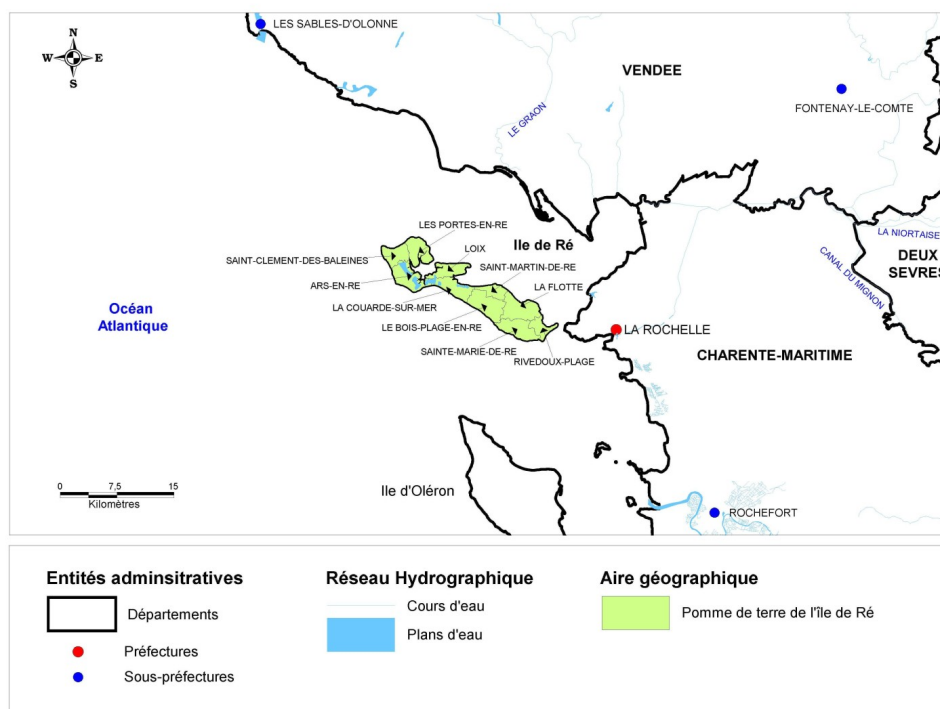 LES SABLES-D'OLONNE
N
W E
S
VENDEE
FONTENAY-LE-COMTE
LE GRAON
LES PORTES-EN-RE
Ile de Ré
LA NIORTAISE
SAINT-CLEMENT-DES-BALEINES
LOIX
DEUX
SEVRES
SAINT-MARTIN-DE-RE
CANAL DU MIGNON
ARS-EN-RE
LA FLOTTE
LA COUARDE-SUR-MER
Océan
Atlantique
LE BOIS-PLAGE-EN-RE
LA ROCHELLE
SAINTE-MARIE-DE-RE
CHARENTE-MARITIME
RIVEDOUX-PLAGE
0 7,5 15
Kilomètres
Ile d'Oléron
ROCHEFORT
Entités adminsitratives
Départements
Préfectures
Sous-préfectures
Réseau Hydrographique
Cours d'eau
Plans d'eau
Aire géographique
Pomme de terre de l'île de Ré